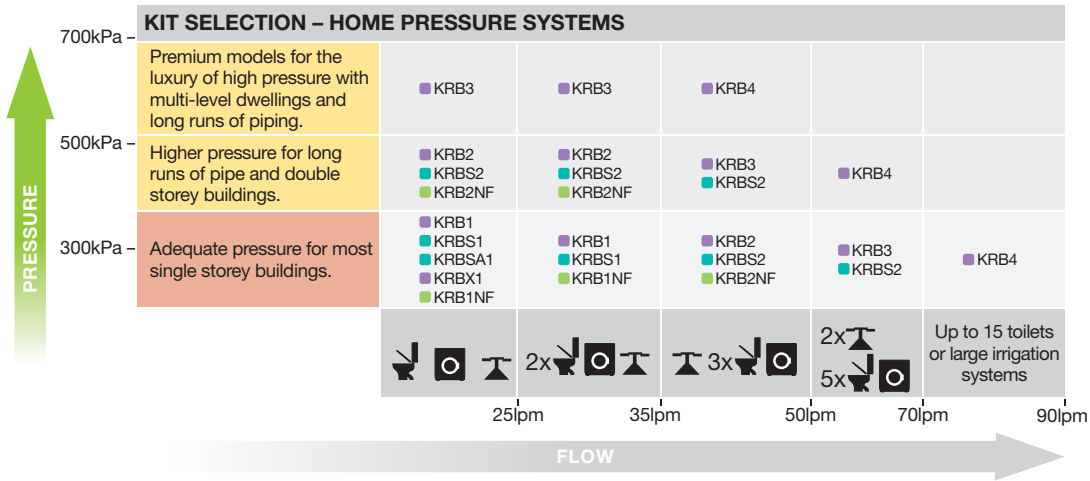 KIT SELECTION – HOME PRESSURE SYSTEMS
700kPa
Premium models for the
luxury of high pressure with
multi-level dwellings and
long runs of piping.
KRB3
KRB3
KRB4
500kPa
Higher pressure for long
runs of pipe and double
storey buildings.
KRB2
KRBS2
KRB2NF
KRB2
KRBS2
KRB2NF
KRB3
KRBS2
KRB4
300kPa
Adequate pressure for most
single storey buildings.
KRB1
KRBS1
KRBSA1
KRBX1
KRB1NF
KRB1
KRBS1
KRB1NF
KRB2
KRBS2
KRB2NF
KRB3
KRBS2
KRB4
PRESSURE
2x
3x
2x
5x
Up to 15 toilets
or large irrigation
systems
25lpm
35lpm
50lpm
70lpm
90lpm
FLOW